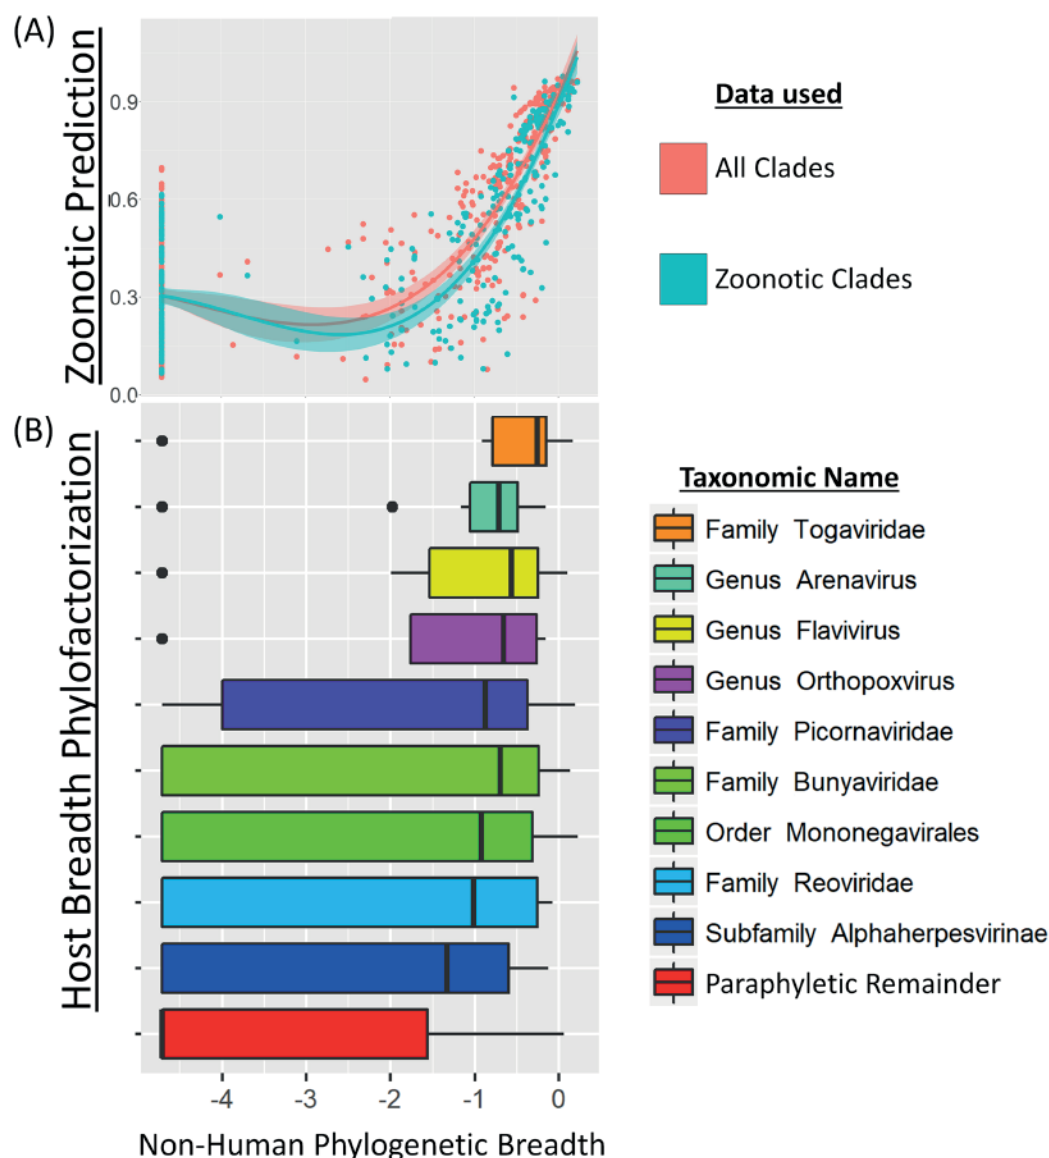 (A)
Zoonotic Prediction
0.9
0.6
0.3
0.0
Data used
All Clades
Zoonotic Clades
(B)
Host Breadth Phylofactorization
Taxonomic Name
Family Togaviridae
Genus Arenavirus
Genus Flavivirus
Genus Orthopoxvirus
Family Picornaviridae
Family Bunyaviridae
Order Mononegavirales
Family Reoviridae
Subfamily Alphaherpesvirinae
Paraphyletic Remainder
-4 -3 -2 -1 0
Non-Human Phylogenetic Breadth